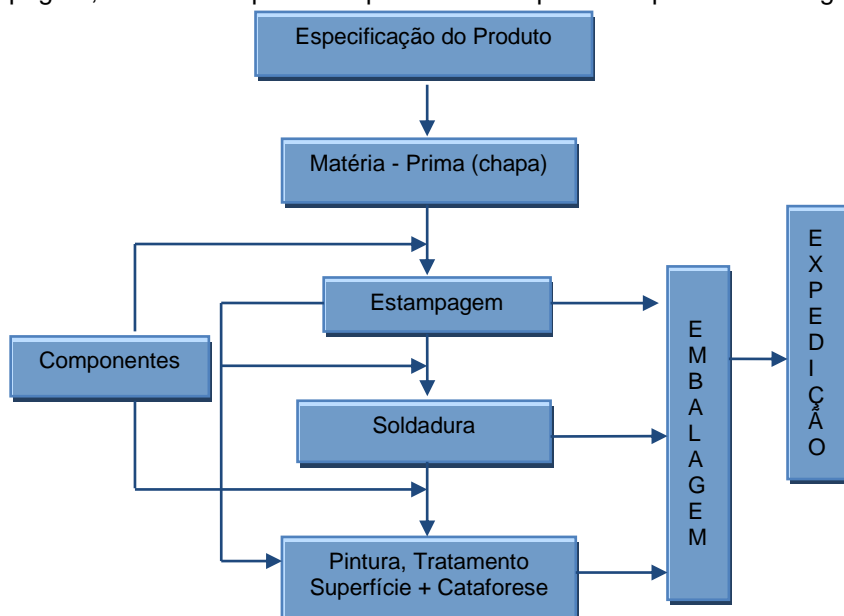 Especificação do Produto
Matéria - Prima (chapa)
Estampagem
Componentes
Soldadura
Pintura, Tratamento
Superfície + Cataforese
EMBALAGEM
EXPEDIÇÃO